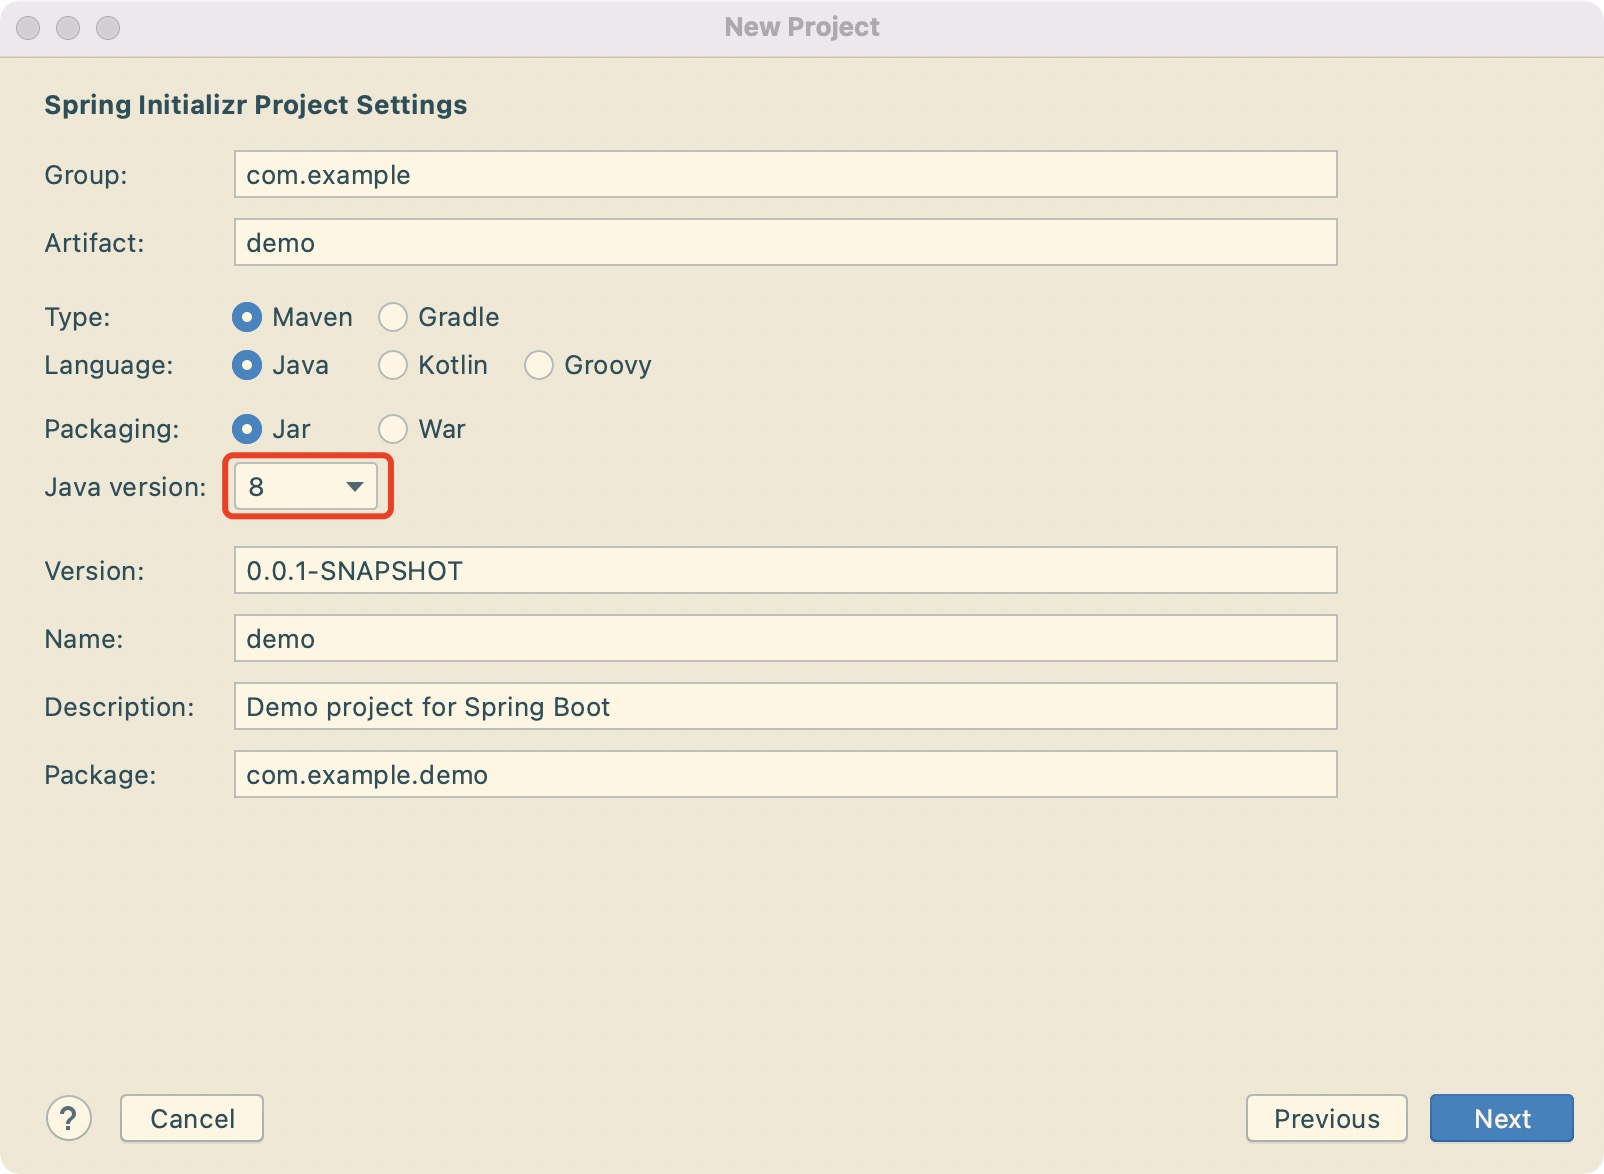 New Project
Spring Initializr Project Settings
Group: com.example
Artifact: demo
Type: Maven Gradle
Language: Java Kotlin Groovy
Packaging: Jar War
Java version: 8
Version: 0.0.1-SNAPSHOT
Name: demo
Description: Demo project for Spring Boot
Package: com.example.demo
? Cancel Previous Next